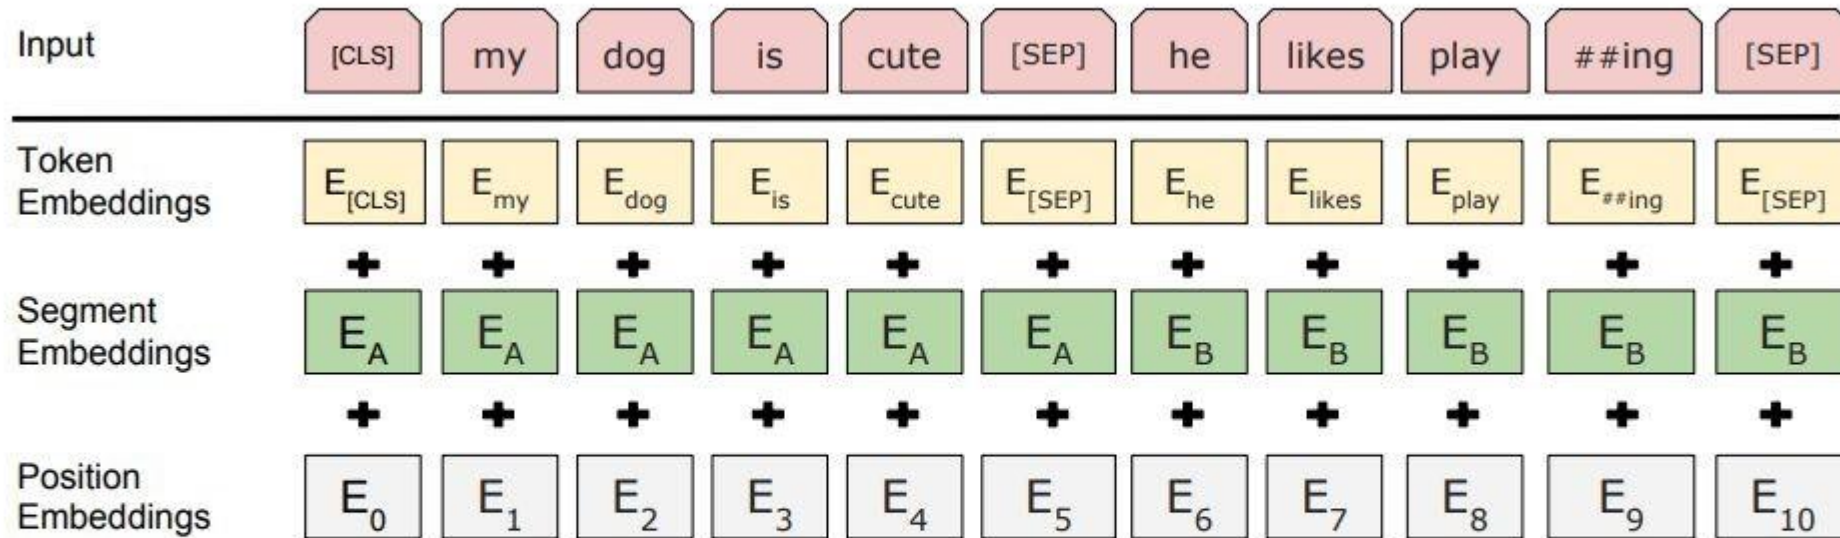 Input [CLS] my dog is cute [SEP] he likes play ##ing [SEP]
Token
Embeddings
E[CLS] Emy Edog Eis Ecute E[SEP] Ehe Elikes Eplay E##ing E[SEP]
+ + + + + + + + + + +
Segment
Embeddings
EA EA EA EA EA EA EB EB EB EB EB
+ + + + + + + + + + +
Position
Embeddings
E0 E1 E2 E3 E4 E5 E6 E7 E8 E9 E10